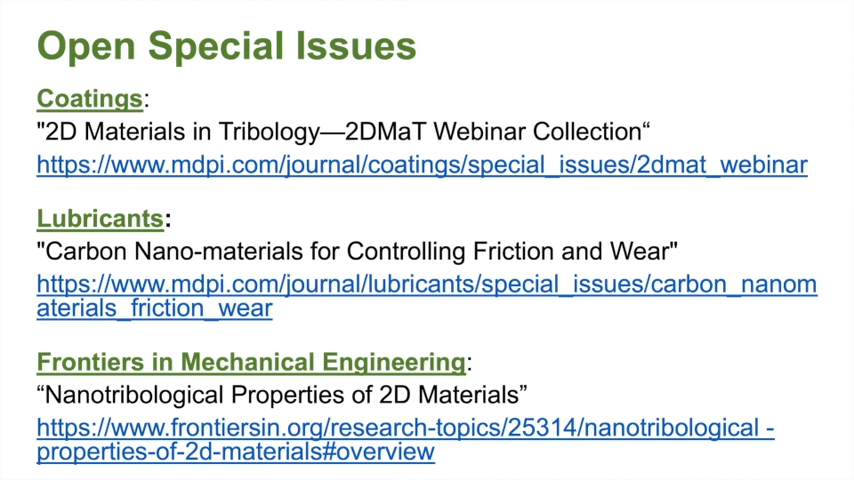 Open Special Issues
Coatings:
"2D Materials in Tribology—2DMaT Webinar Collection“
https://www.mdpi.com/journal/coatings/special_issues/2dmat_webinar
Lubricants:
"Carbon Nano-materials for Controlling Friction and Wear"
https://www.mdpi.com/journal/lubricants/special_issues/carbon_nanom
aterials_friction_wear
Frontiers in Mechanical Engineering:
“Nanotribological Properties of 2D Materials”
https://www.frontiersin.org/research-topics/25314/nanotribological -
properties-of-2d-materials#overview